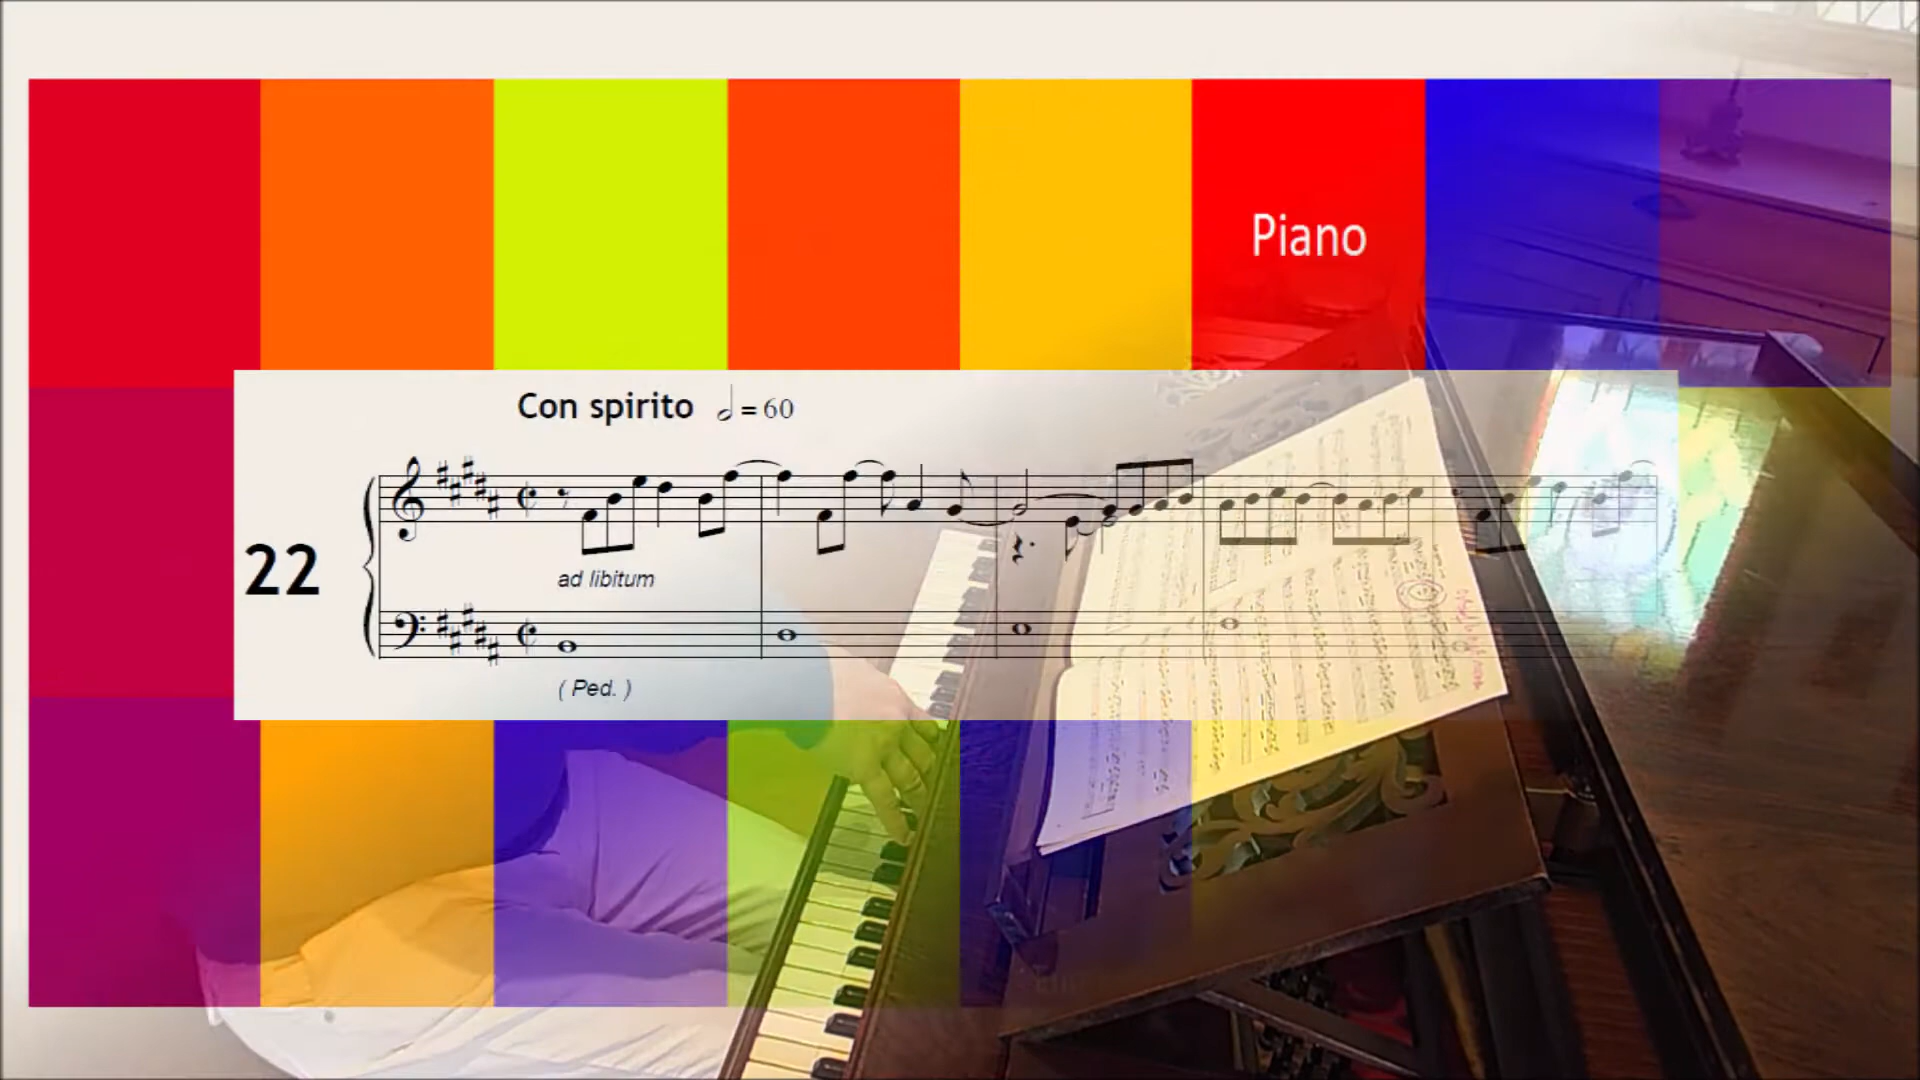 Piano
Con spirito 𝅗𝅥 = 60
22
ad libitum
( Ped. )